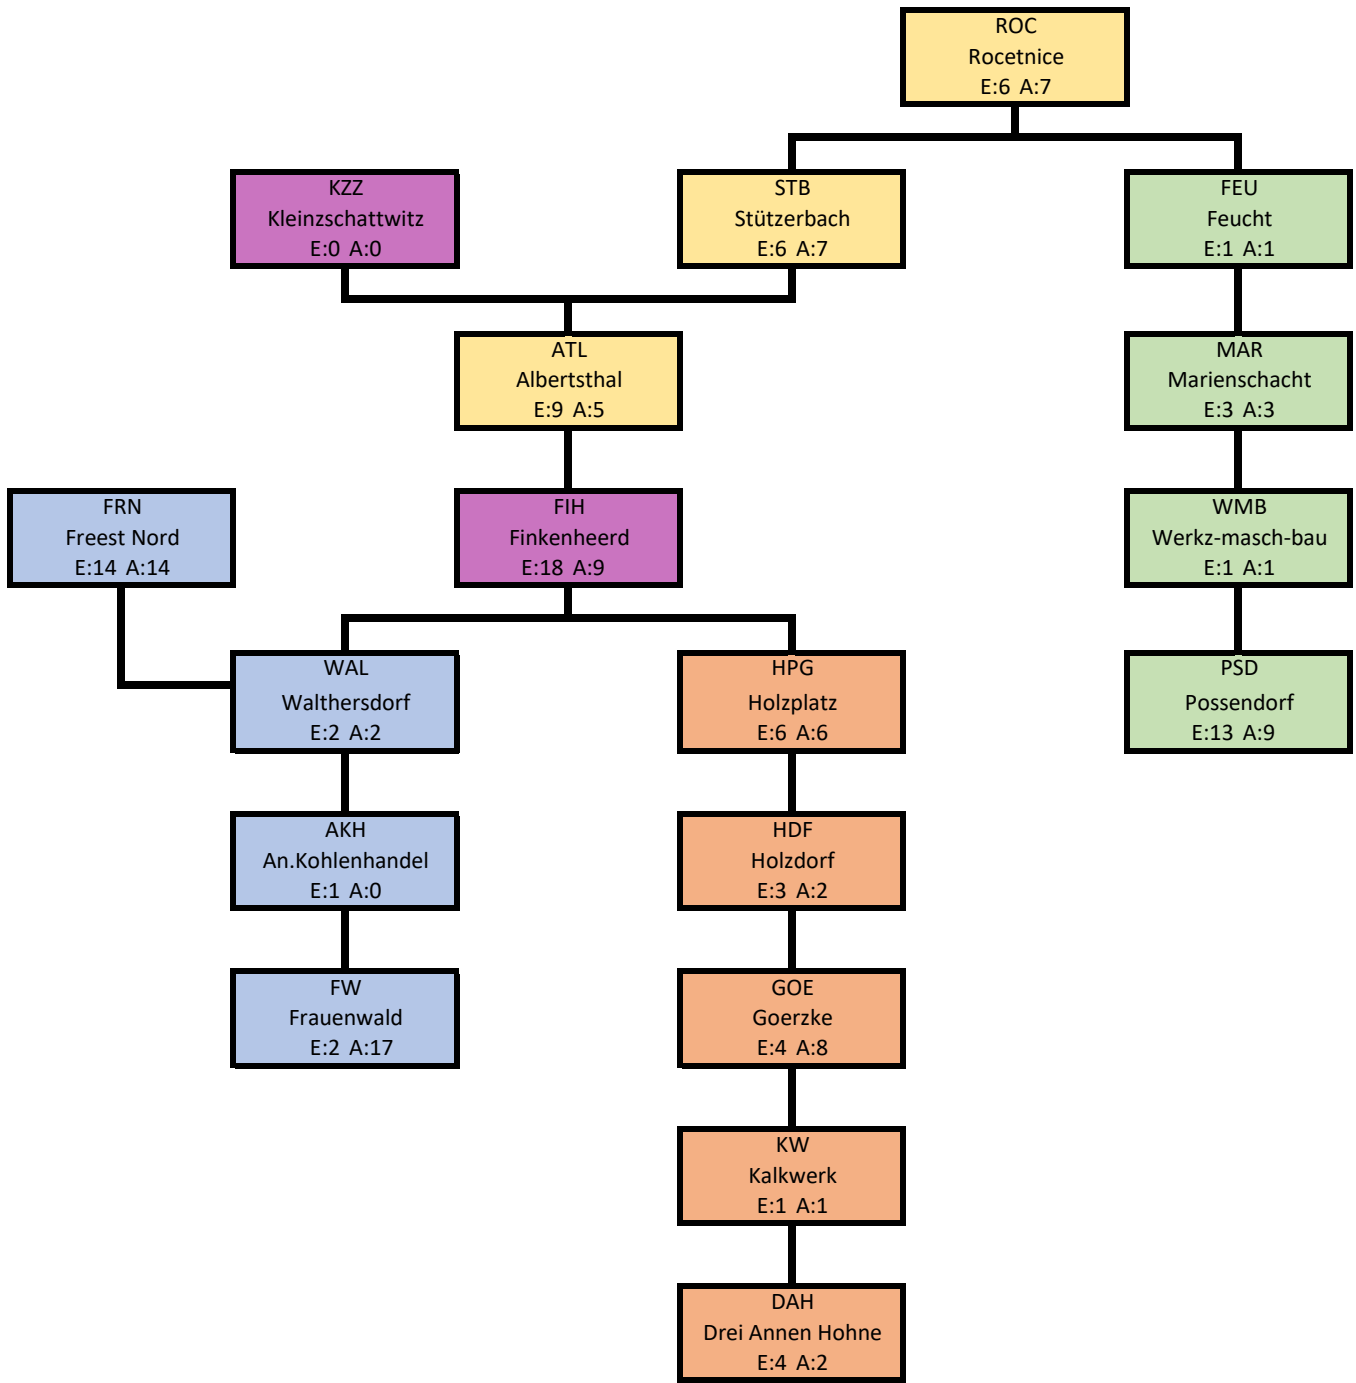 ROC
Rocetnice
E:6 A:7
KZZ
Kleinzschattwitz
E:0 A:0
STB
Stützerbach
E:6 A:7
FEU
Feucht
E:1 A:1
ATL
Albertsthal
E:9 A:5
MAR
Marienschacht
E:3 A:3
FRN
Freest Nord
E:14 A:14
FIH
Finkenheerd
E:18 A:9
WMB
Werkz-masch-bau
E:1 A:1
WAL
Walthersdorf
E:2 A:2
HPG
Holzplatz
E:6 A:6
PSD
Possendorf
E:13 A:9
AKH
An.Kohlenhandel
E:1 A:0
HDF
Holzdorf
E:3 A:2
FW
Frauenwald
E:2 A:17
GOE
Goerzke
E:4 A:8
KW
Kalkwerk
E:1 A:1
DAH
Drei Annen Hohne
E:4 A:2